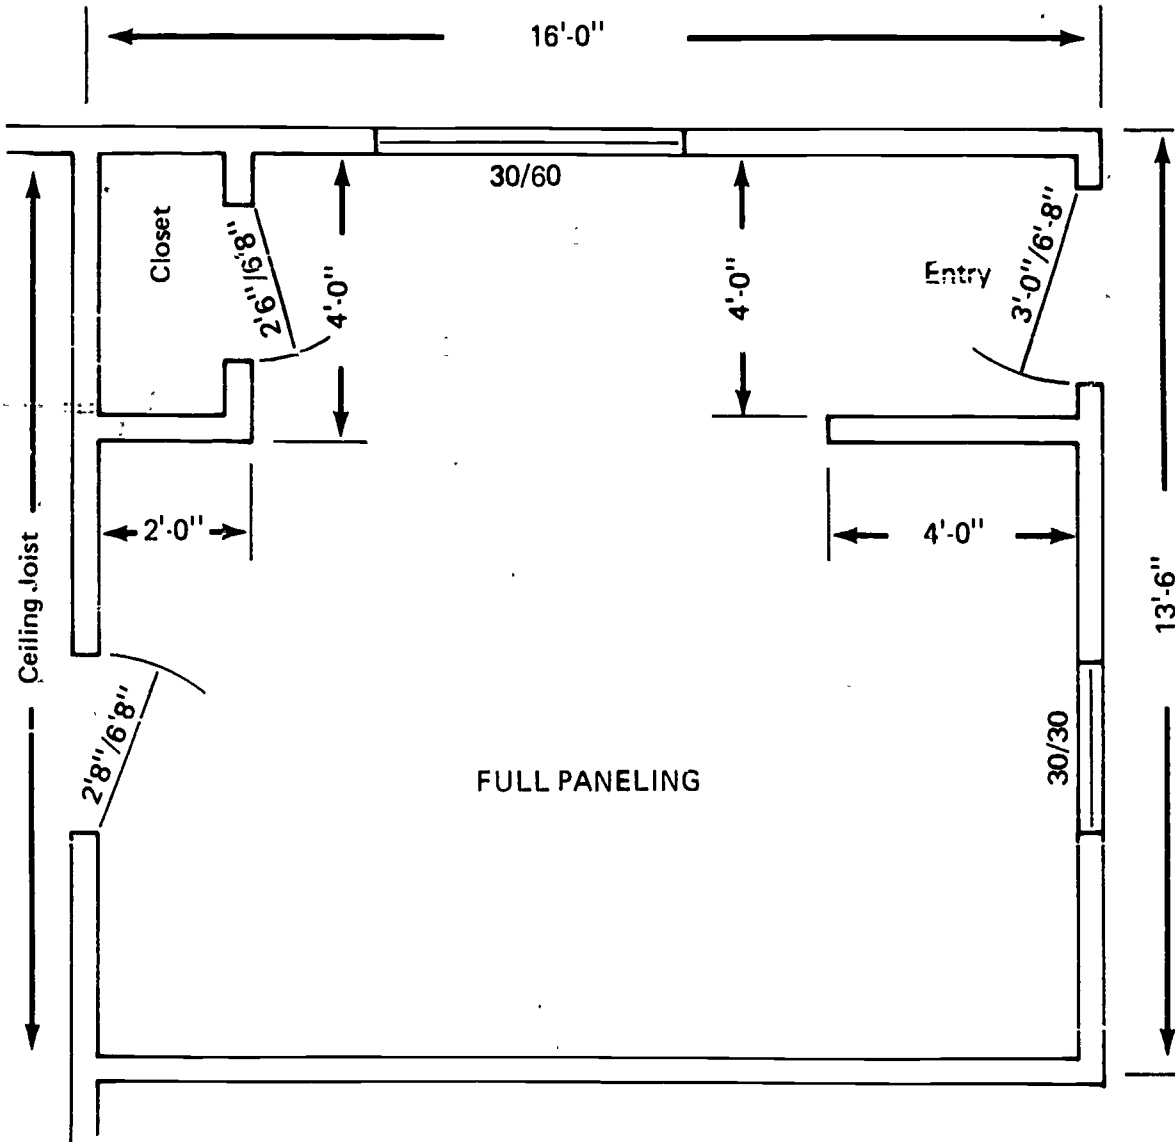 16'-0"
30/60
Closet
2'6"/6'8"
4'-0"
4'-0"
Entry
3'-0"/6'-8"
2'-0"
4'-0"
Ceiling Joist
13'-6"
2'8"/6'8"
30/30
FULL PANELING